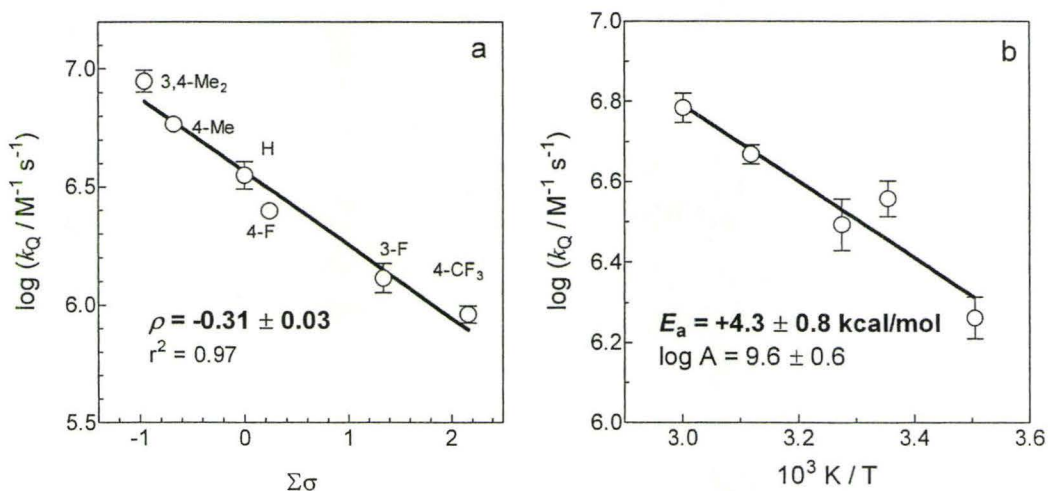 a
7.0
6.5
6.0
5.5
log (kQ / M⁻¹ s⁻¹)
3,4-Me₂
4-Me
H
4-F
3-F
4-CF₃
ρ = -0.31 ± 0.03
r² = 0.97
-1 0 1 2
Σσ
b
7.0
6.8
6.6
6.4
6.2
6.0
log (kQ / M⁻¹ s⁻¹)
Eₐ = +4.3 ± 0.8 kcal/mol
log A = 9.6 ± 0.6
3.0 3.2 3.4 3.6
10³ K / T